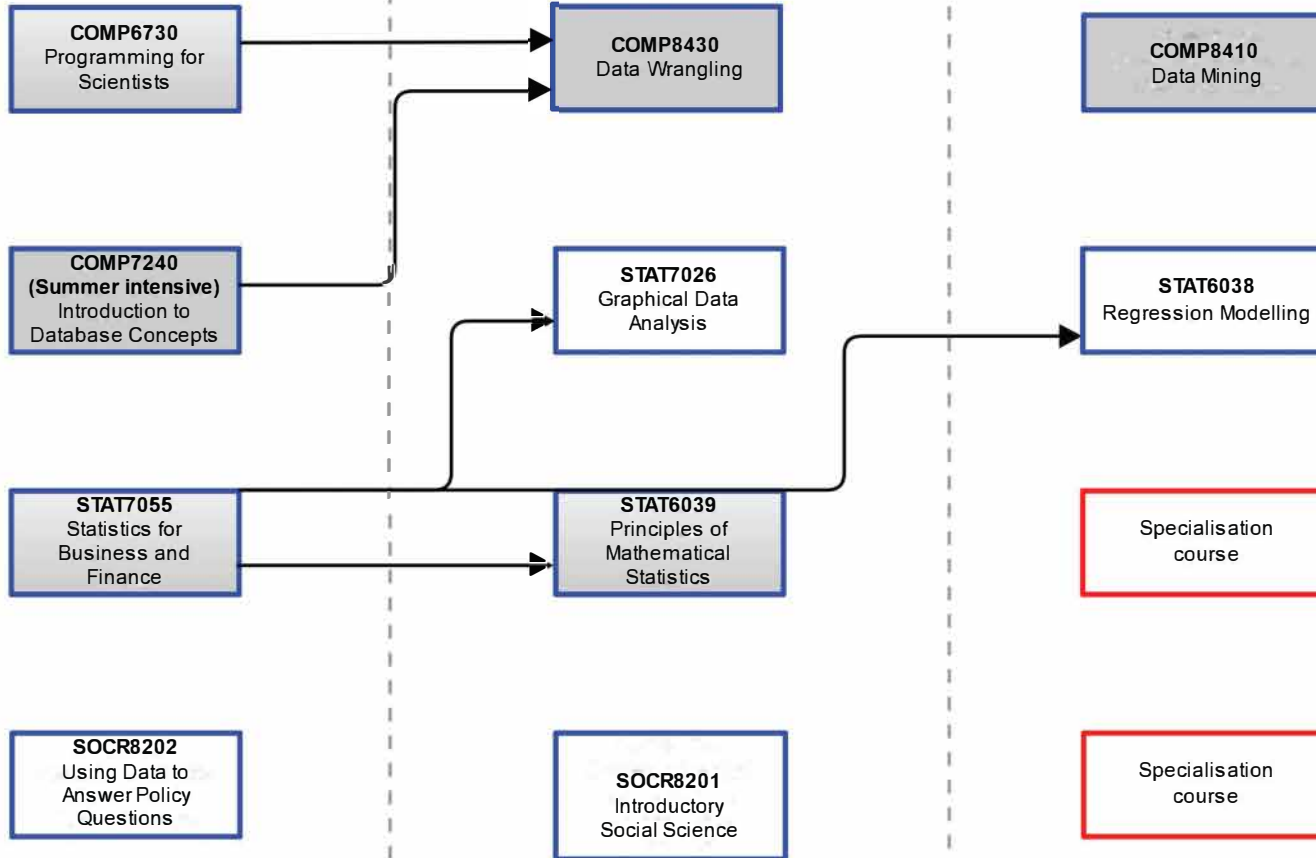 COMP6730
Programming for
Scientists
COMP8430
Data Wrangling
COMP8410
Data Mining
COMP7240
(Summer intensive)
Introduction to
Database Concepts
STAT7026
Graphical Data
Analysis
STAT6038
Regression Modelling
STAT7055
Statistics for
Business and
Finance
STAT6039
Principles of
Mathematical
Statistics
Specialisation
course
SOCR8202
Using Data to
Answer Policy
Questions
SOCR8201
Introductory
Social Science
Specialisation
course